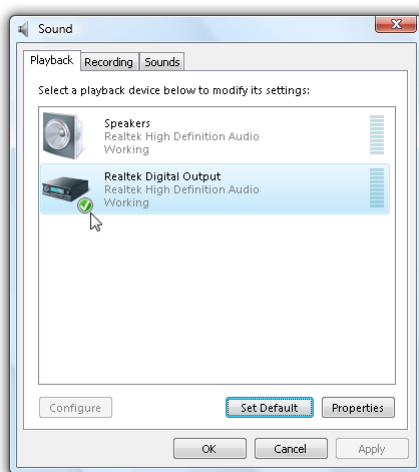 Sound
Playback Recording Sounds
Select a playback device below to modify its settings:
Speakers
Realtek High Definition Audio
Working
Realtek Digital Output
Realtek High Definition Audio
Working
Configure Set Default Properties
OK Cancel Apply